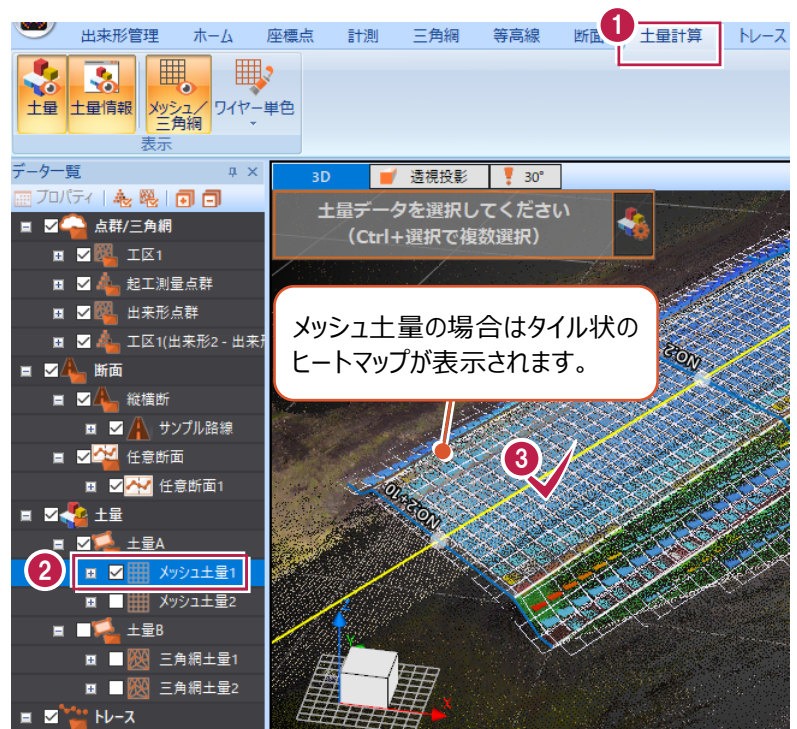 1
出来形管理 ホーム 座標点 計測 三角網 等高線 断面 土量計算 トレース
土量 土量情報 メッシュ／三角網 ワイヤー単色
表示
データ一覧
プロパティ
点群/三角網
工区1
起工測量点群
出来形点群
工区1(出来形2 - 出来形
断面
縦横断
サンプル路線
任意断面
任意断面1
土量
土量A
2
メッシュ土量1
メッシュ土量2
土量B
三角網土量1
三角網土量2
トレース
3D 透視投影 30°
土量データを選択してください
（Ctrl+選択で複数選択）
メッシュ土量の場合はタイル状の
ヒートマップが表示されます。
NO.2
3
NO.2+10
Y
X